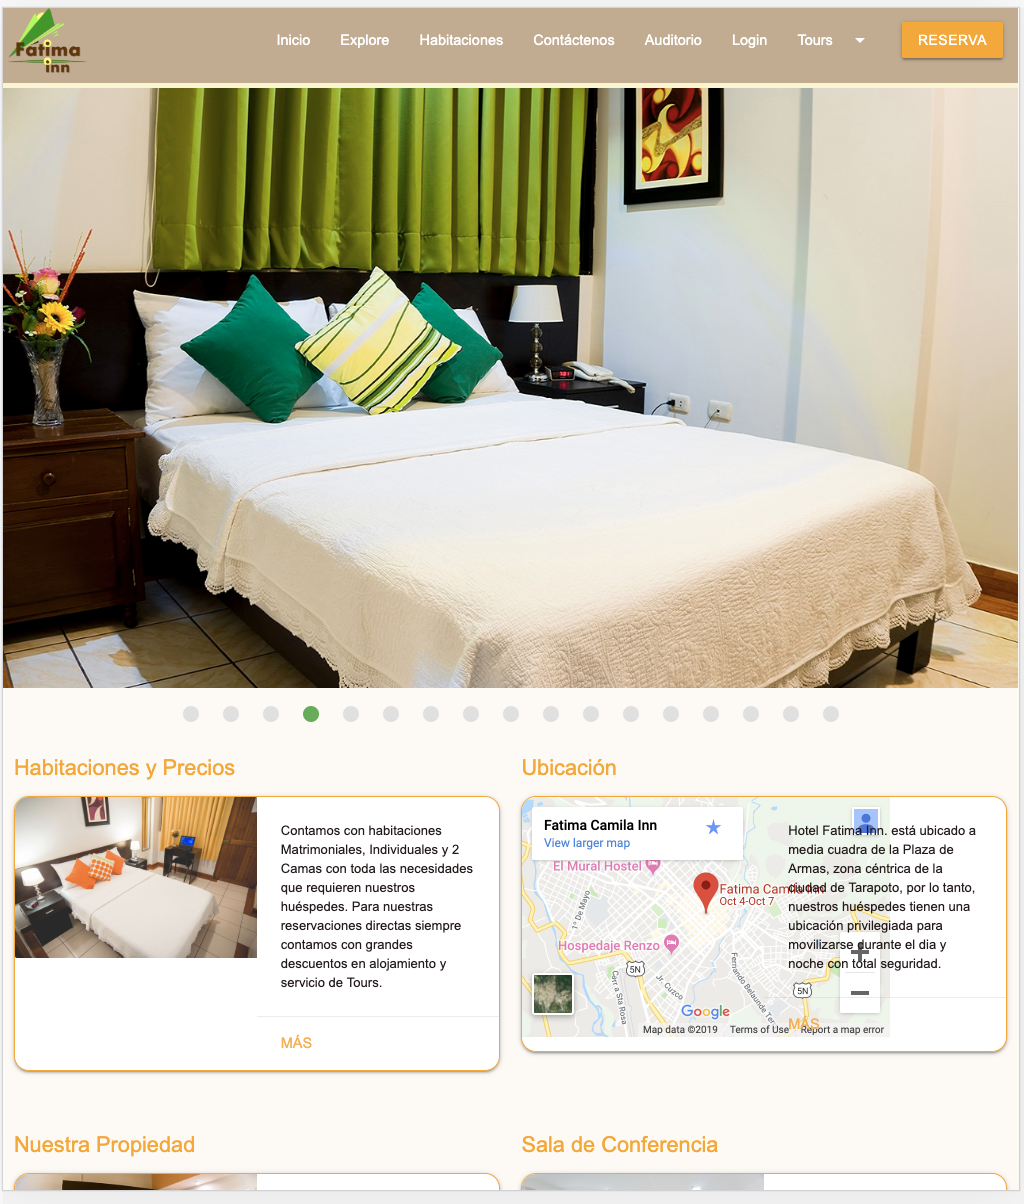 Fatima
inn
Inicio
Explore
Habitaciones
Contáctenos
Auditorio
Login
Tours
RESERVA
Habitaciones y Precios
Contamos con habitaciones
Matrimoniales, Individuales y 2
Camas con toda las necesidades
que requieren nuestros
huéspedes. Para nuestras
reservaciones directas siempre
contamos con grandes
descuentos en alojamiento y
servicio de Tours.
MÁS
Ubicación
Fatima Camila Inn
View larger map
El Mural Hostel
Fatima Camila Inn
Oct 4-Oct 7
1° De Mayo
Hospedaje Renzo
5N
Jr. Cuzco
Carr a Sta Rosa
Fernando Belaunde Ter
5N
Google
Map data ©2019
Terms of Use
Report a map error
Hotel Fatima Inn. está ubicado a
media cuadra de la Plaza de
Armas, zona céntrica de la
ciudad de Tarapoto, por lo tanto,
nuestros huéspedes tienen una
ubicación privilegiada para
movilizarse durante el dia y
noche con total seguridad.
MÁS
Nuestra Propiedad
Sala de Conferencia